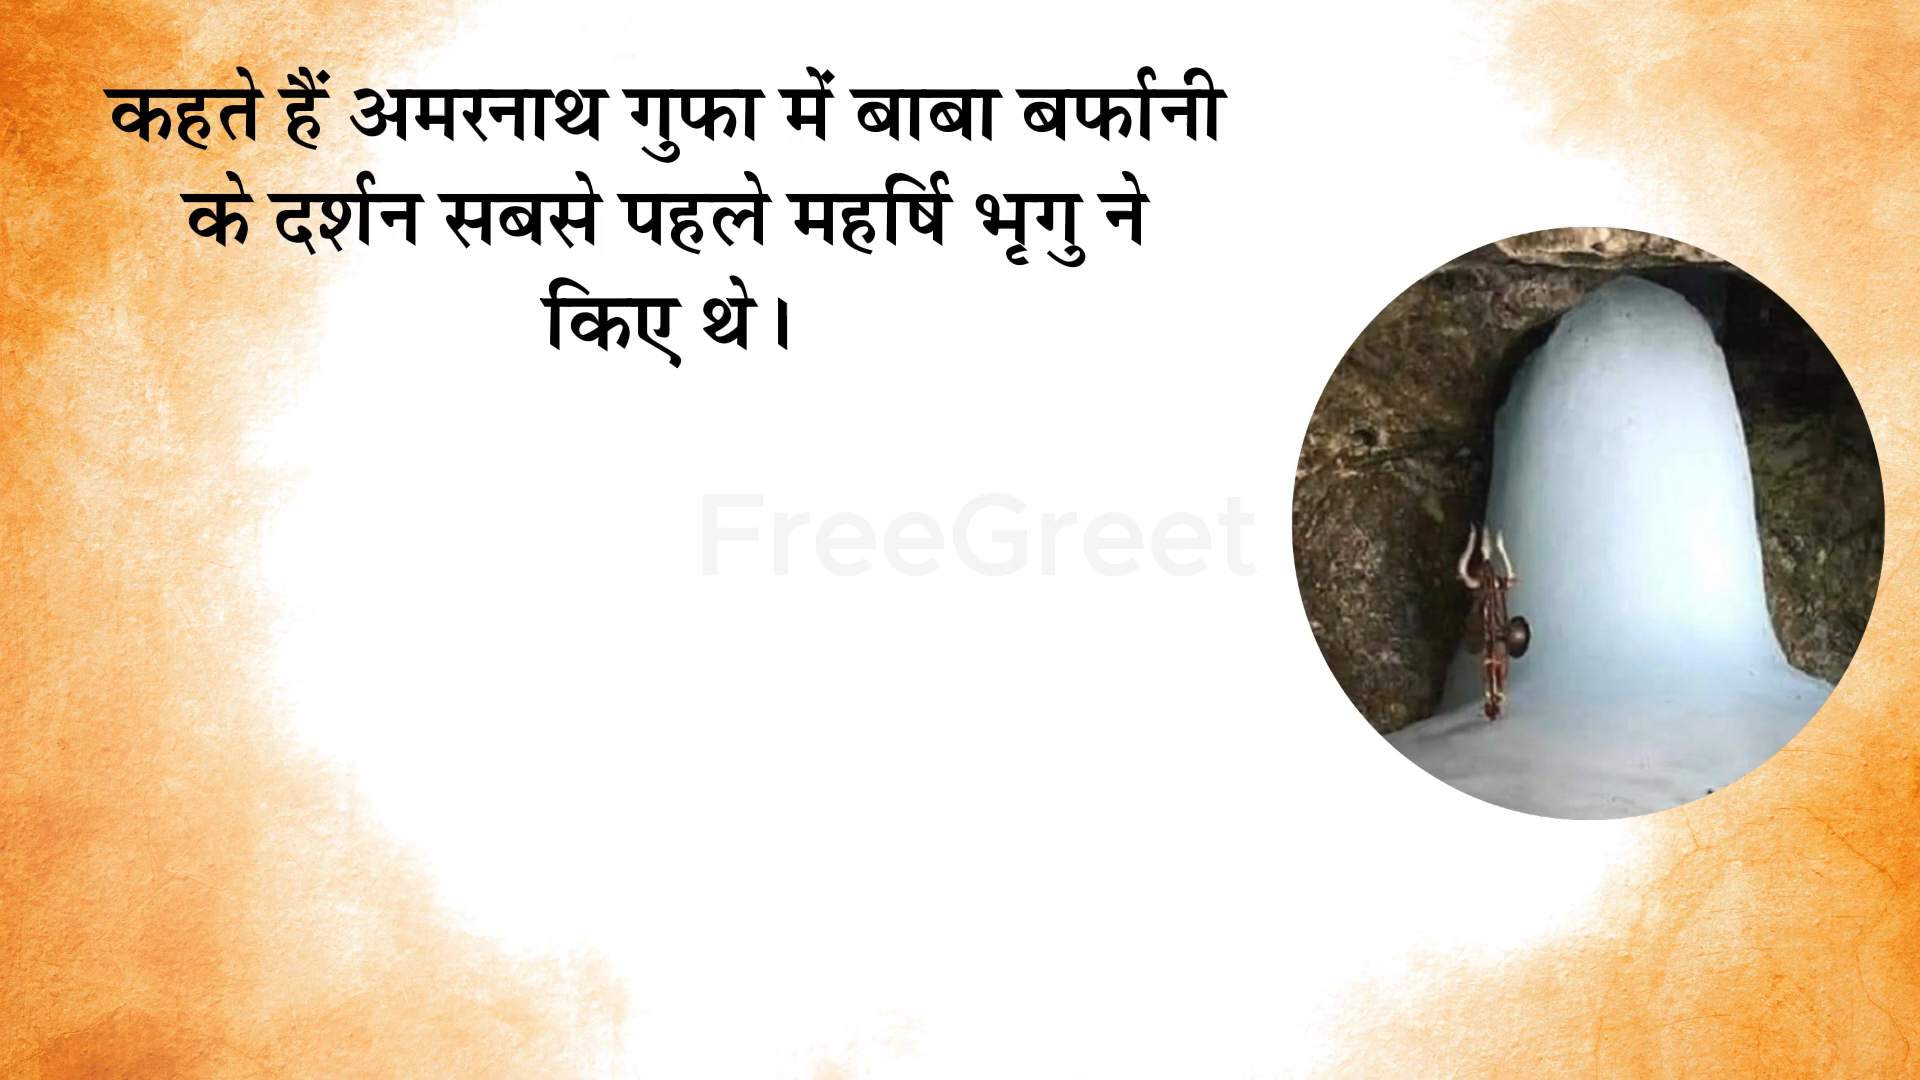 कहते हैं अमरनाथ गुफा में बाबा बर्फानी
के दर्शन सबसे पहले महर्षि भृगु ने
किए थे।
FreeGreet